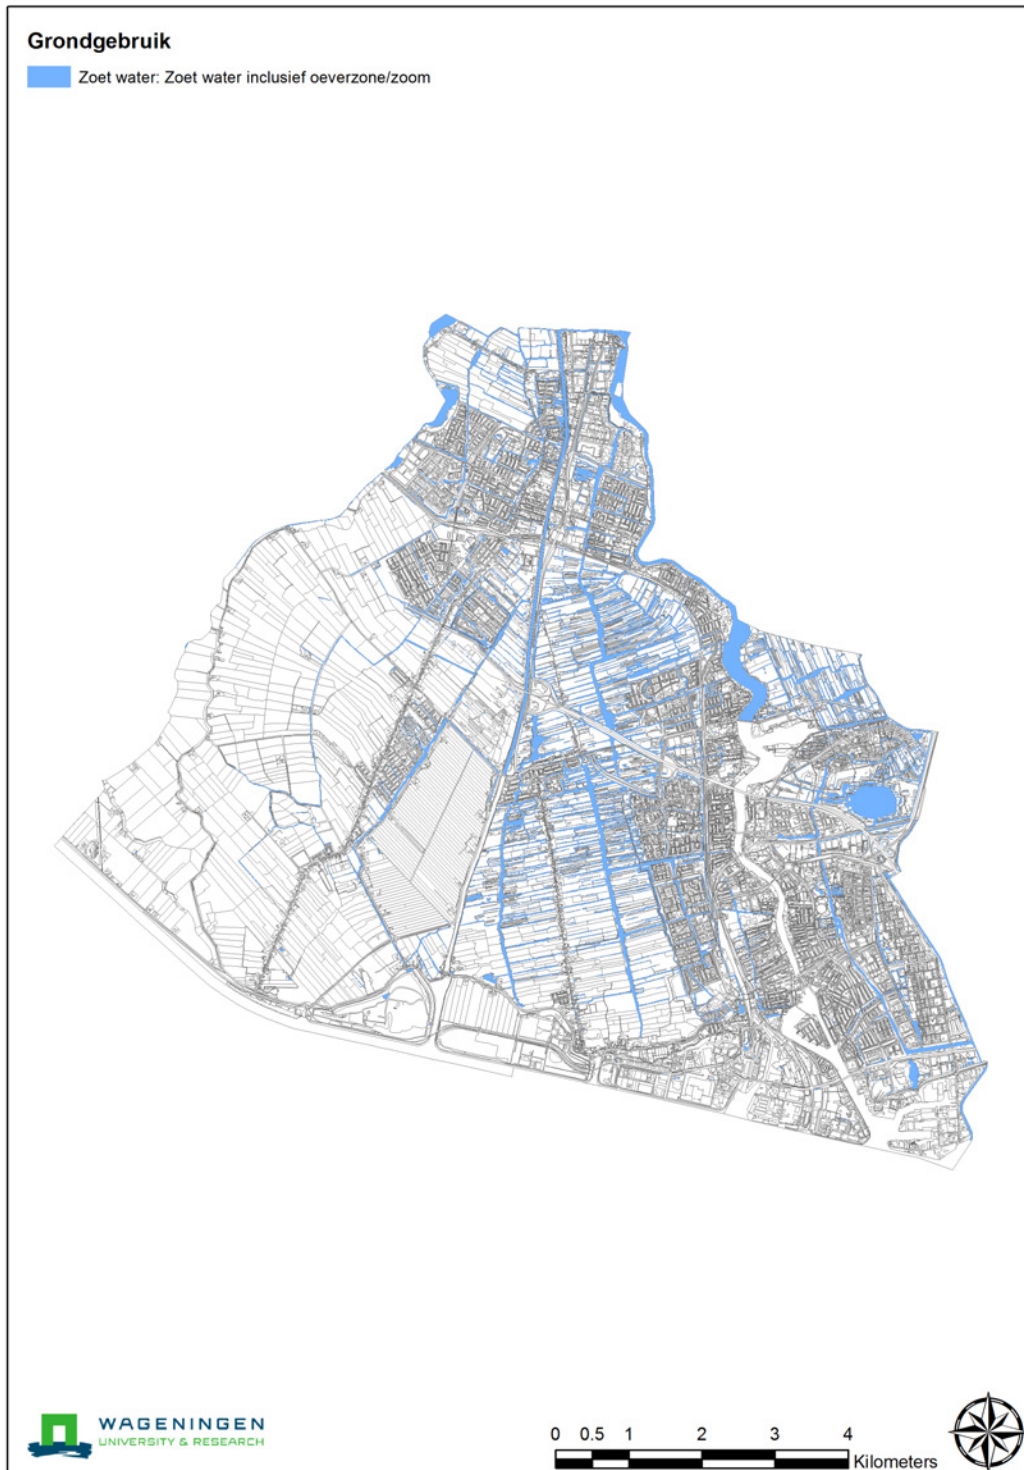 Grondgebruik
Zoet water: Zoet water inclusief oeverzone/zoom
WAGENINGEN
UNIVERSITY & RESEARCH
0 0.5 1 2 3 4
Kilometers